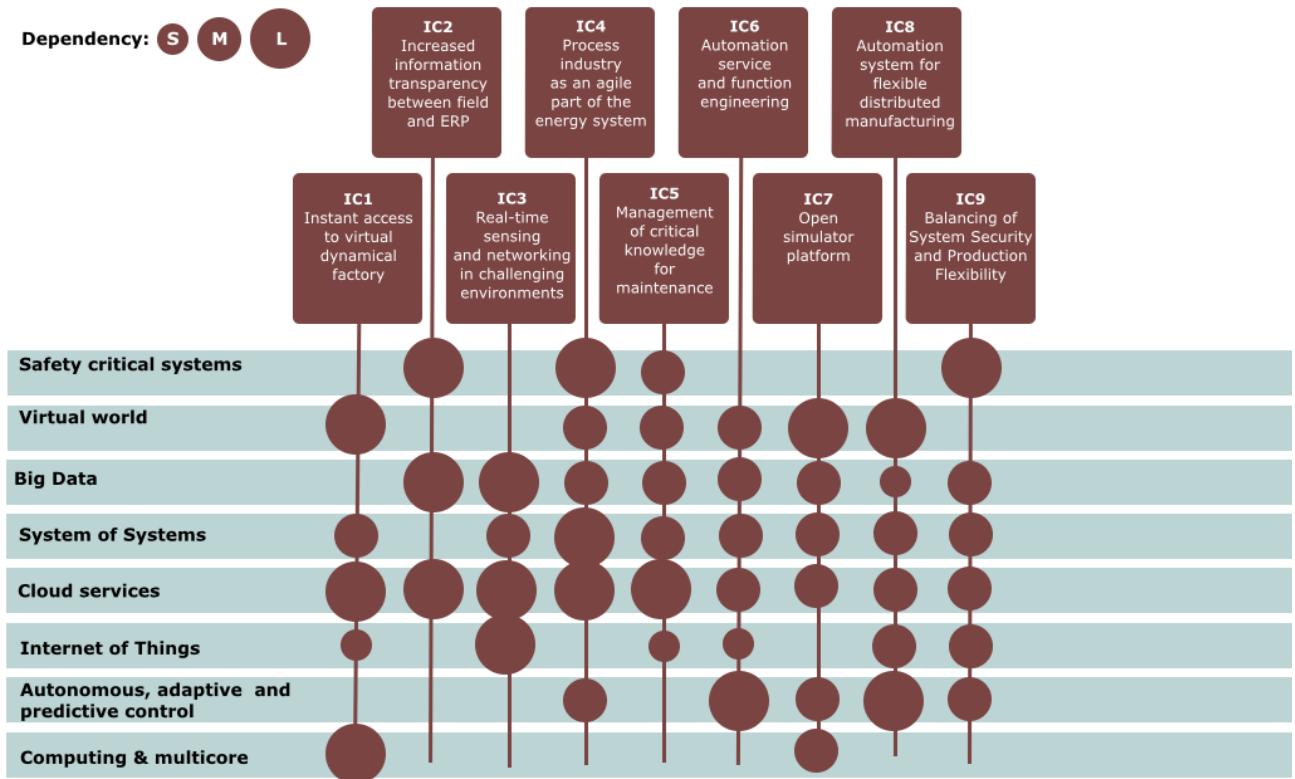 Dependency: S M L
IC2
Increased
information
transparency
between field
and ERP
IC4
Process
industry
as an agile
part of the
energy system
IC6
Automation
service
and function
engineering
IC8
Automation
system for
flexible
distributed
manufacturing
IC1
Instant access
to virtual
dynamical
factory
IC3
Real-time
sensing
and networking
in challenging
environments
IC5
Management
of critical
knowledge
for
maintenance
IC7
Open
simulator
platform
IC9
Balancing of
System Security
and Production
Flexibility
Safety critical systems
Virtual world
Big Data
System of Systems
Cloud services
Internet of Things
Autonomous, adaptive and
predictive control
Computing & multicore